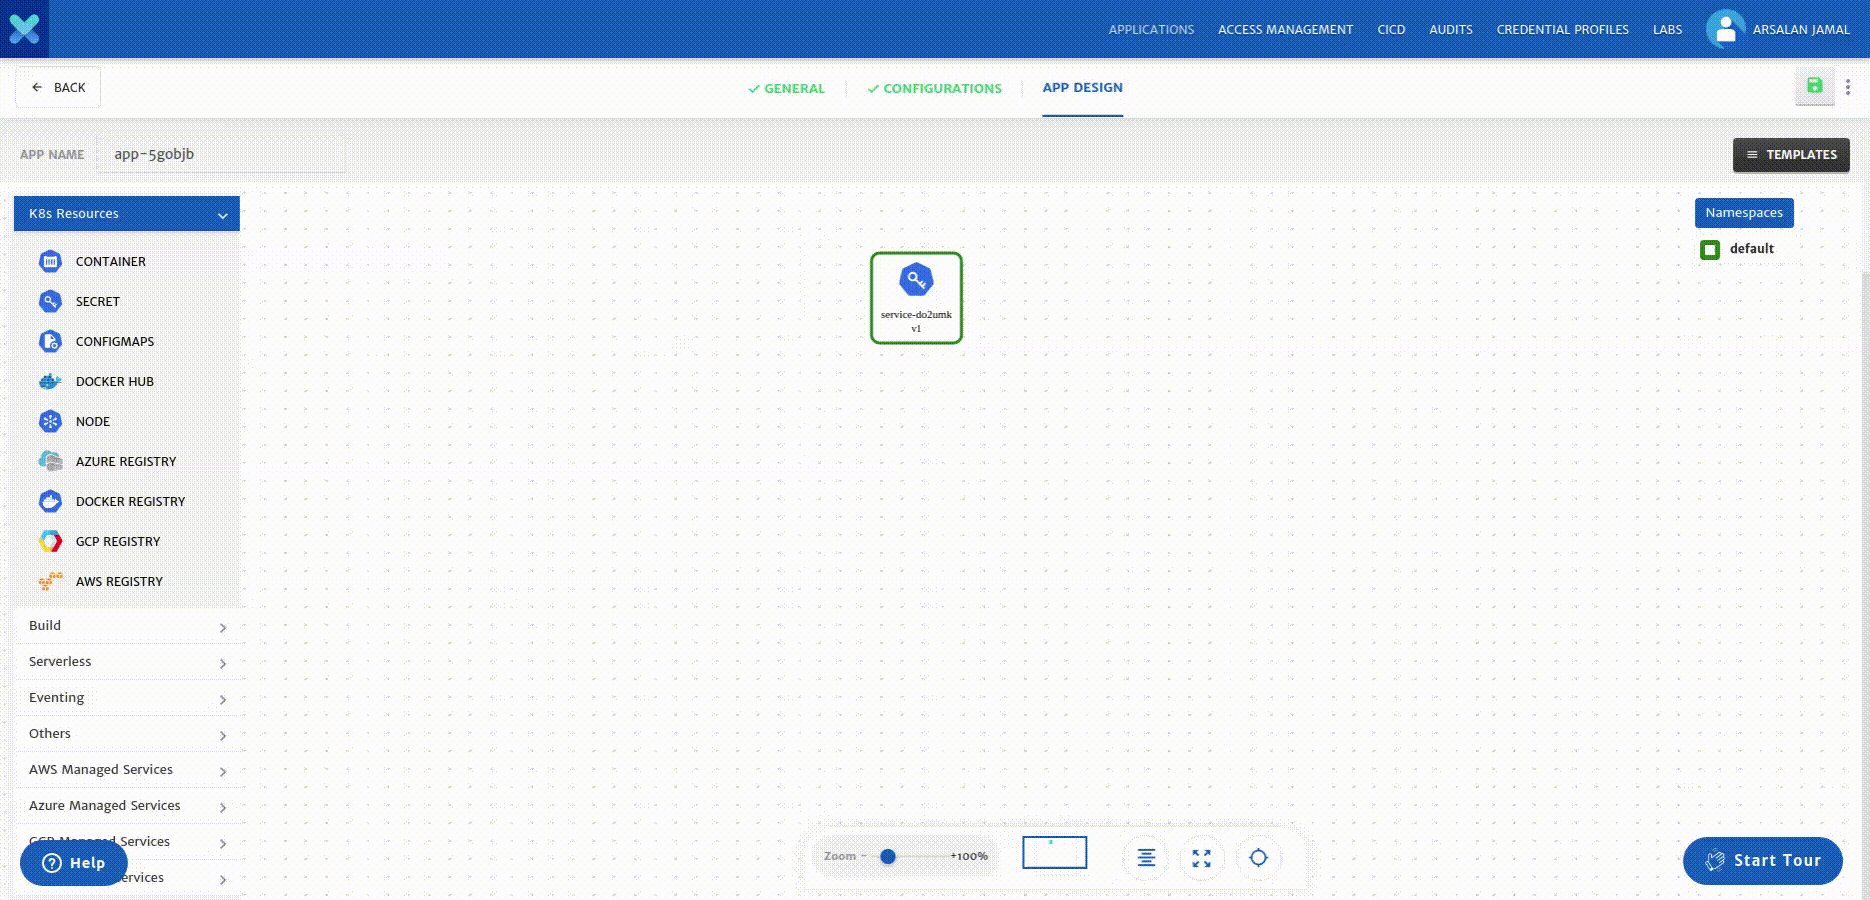 APPLICATIONS ACCESS MANAGEMENT CICD AUDITS CREDENTIAL PROFILES LABS ARSALAN JAMAL
BACK GENERAL CONFIGURATIONS APP DESIGN
APP NAME app-5gobjb TEMPLATES
K8s Resources
Namespaces
default
CONTAINER
SECRET
CONFIGMAPS
DOCKER HUB
NODE
AZURE REGISTRY
DOCKER REGISTRY
GCP REGISTRY
AWS REGISTRY
service-do2umk
v1
Build
Serverless
Eventing
Others
AWS Managed Services
Azure Managed Services
GCP Managed Services
Help
Zoom - +100%
Start Tour